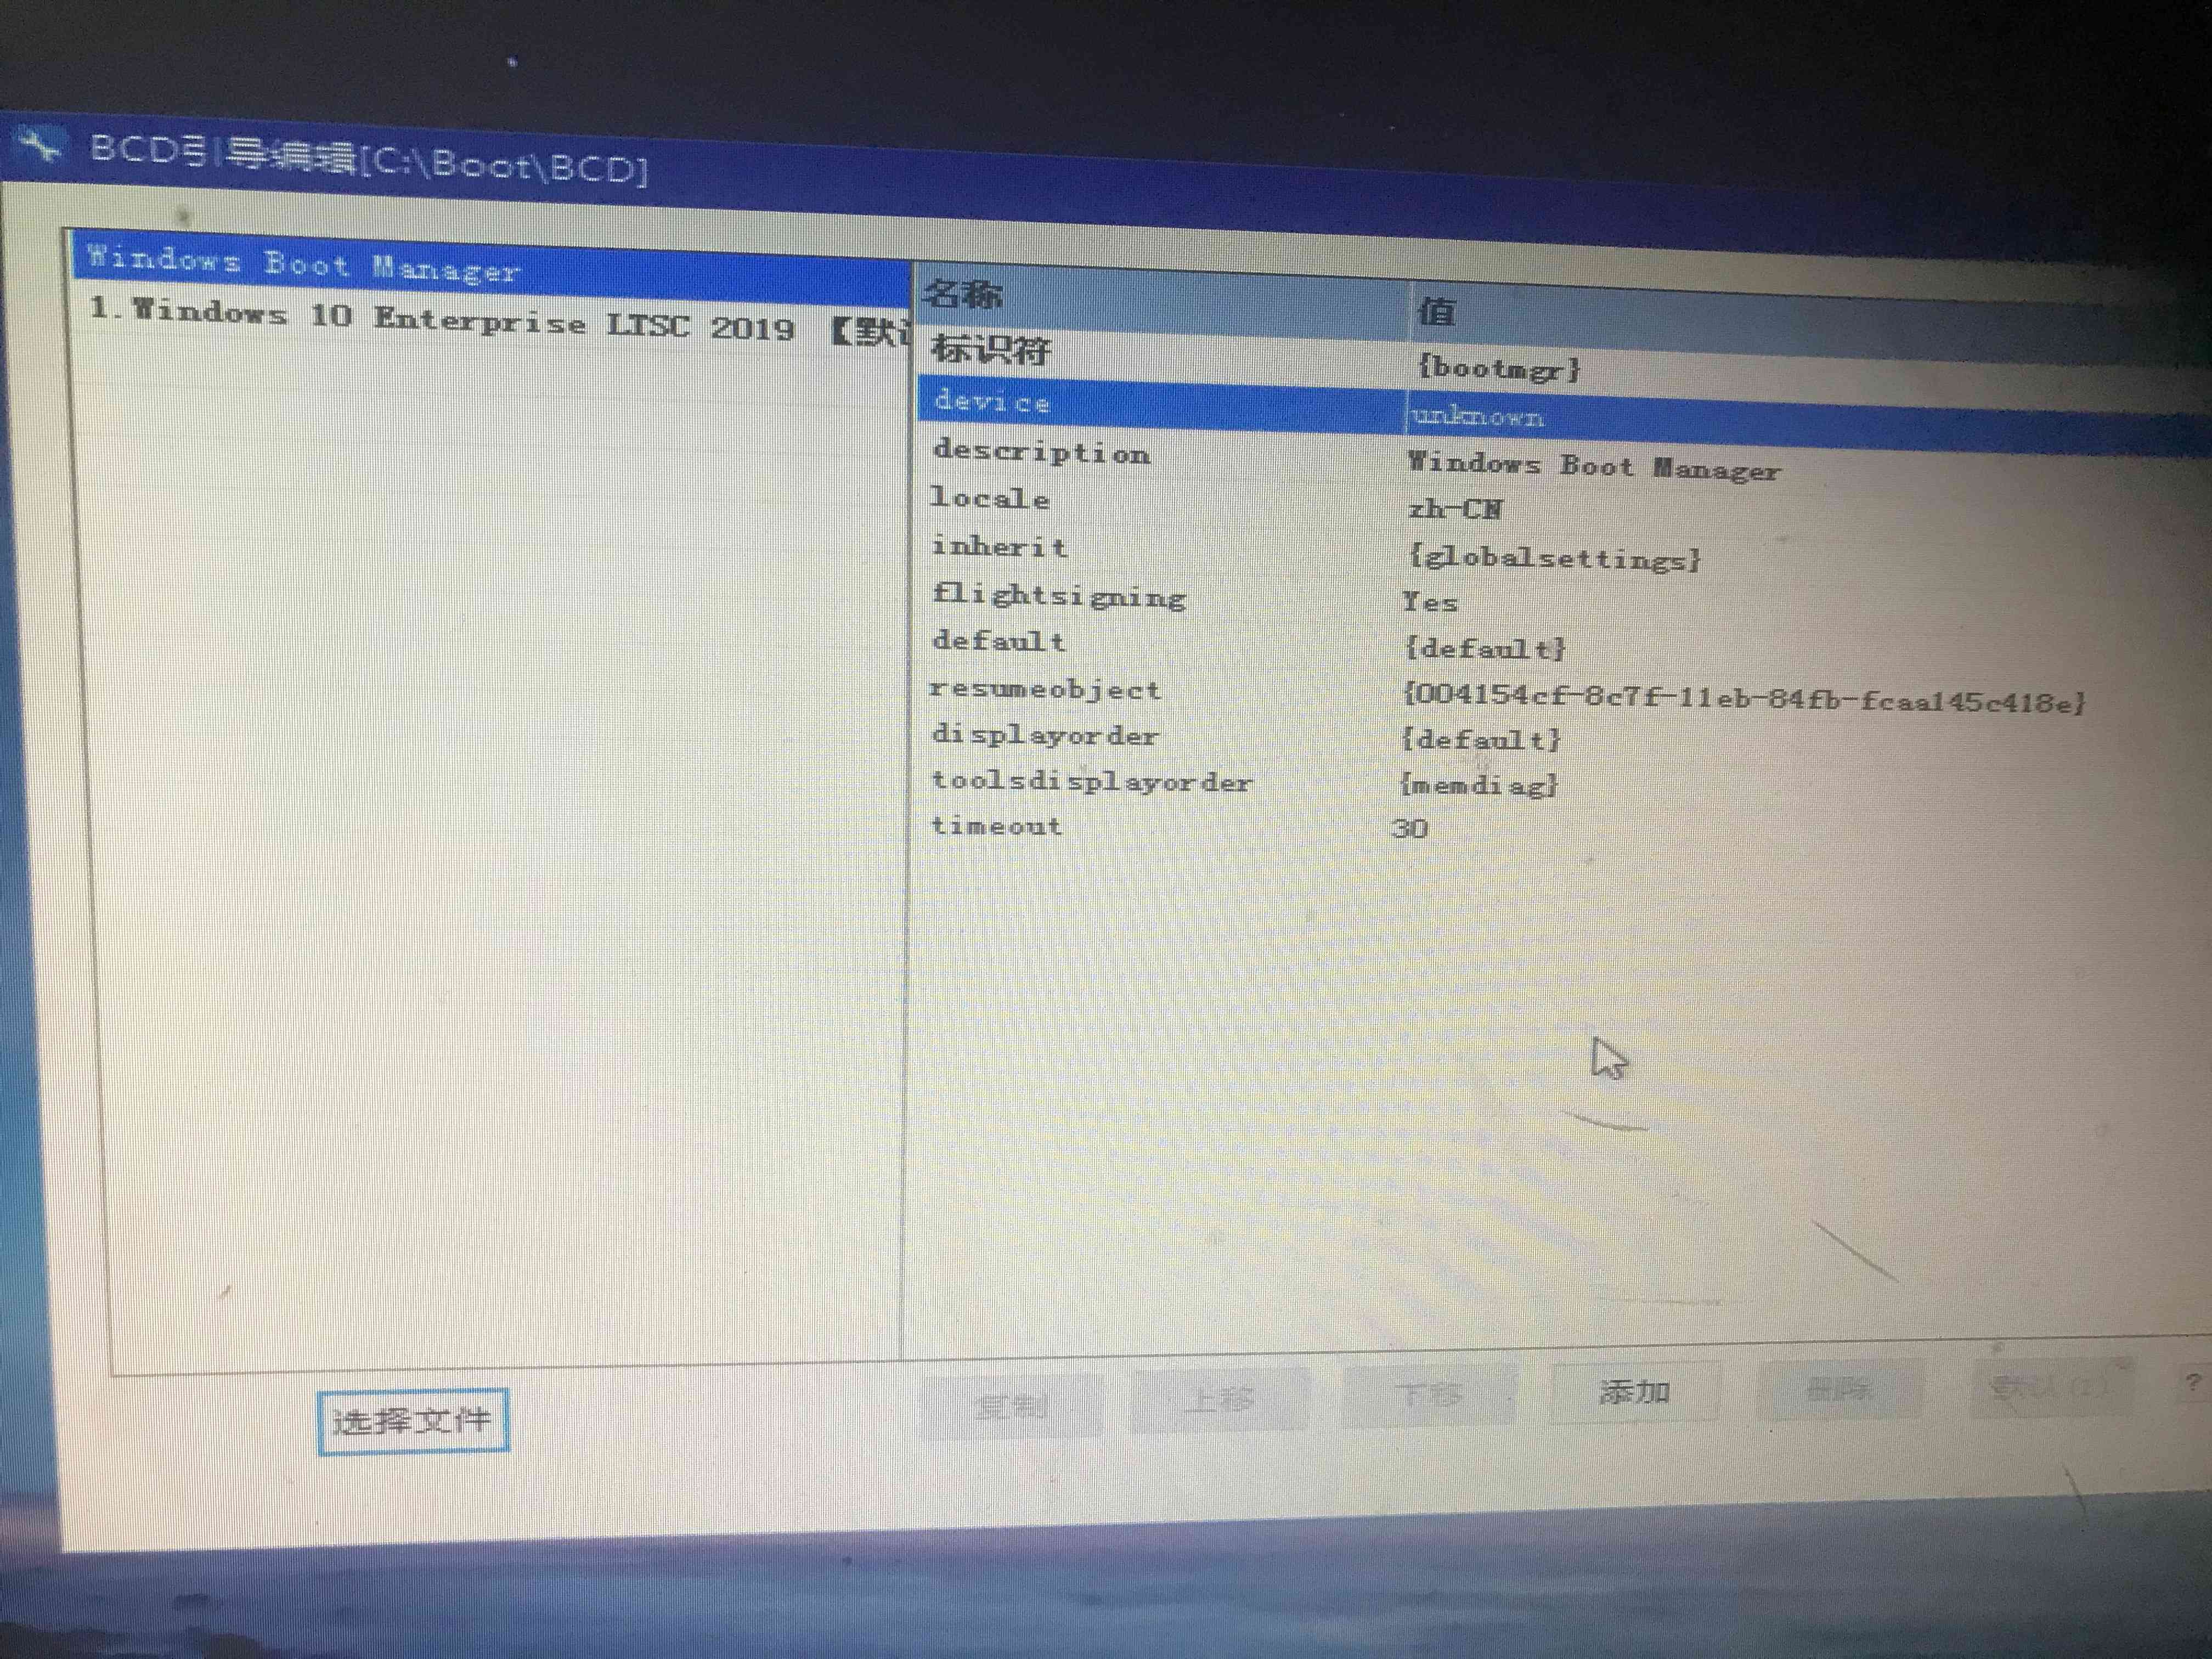 BCD引导编辑[C:\Boot\BCD]
Windows Boot Manager
1.Windows 10 Enterprise LTSC 2019 【默认
名称 值
标识符 {bootmgr}
device unknown
description Windows Boot Manager
locale zh-CN
inherit {globalsettings}
flightsigning Yes
default {default}
resumeobject {004154cf-8c7f-11eb-84fb-fcaa145c418e}
displayorder {default}
toolsdisplayorder {memdiag}
timeout 30
选择文件 复制 上移 下移 添加 删除 ?